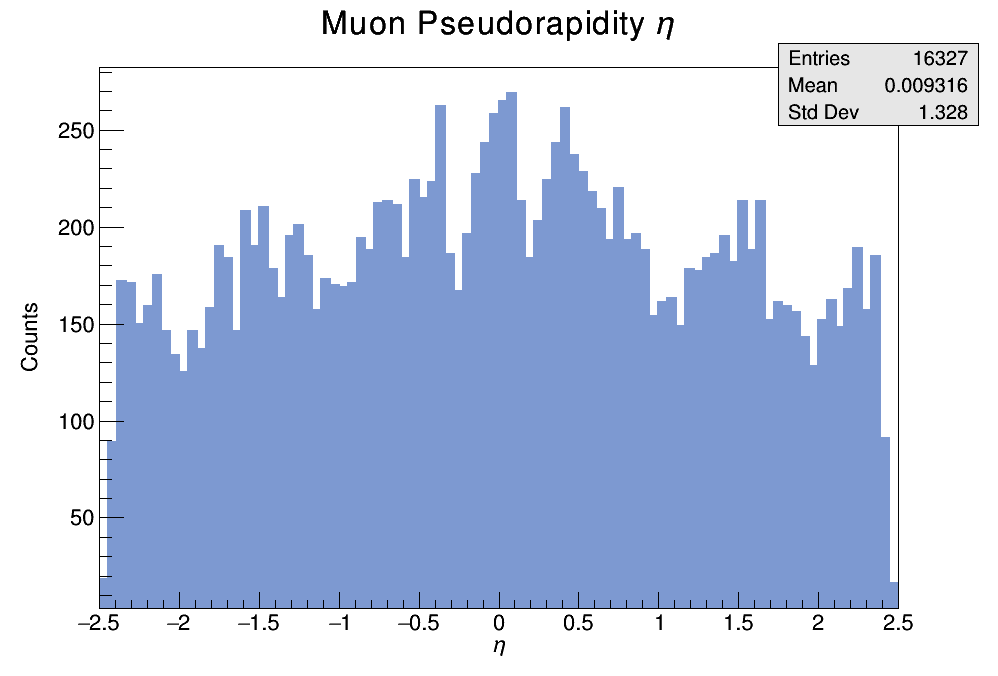 Muon Pseudorapidity η
Entries 16327
Mean 0.009316
Std Dev 1.328
250
200
150
100
50
Counts
−2.5 −2 −1.5 −1 −0.5 0 0.5 1 1.5 2 2.5
η